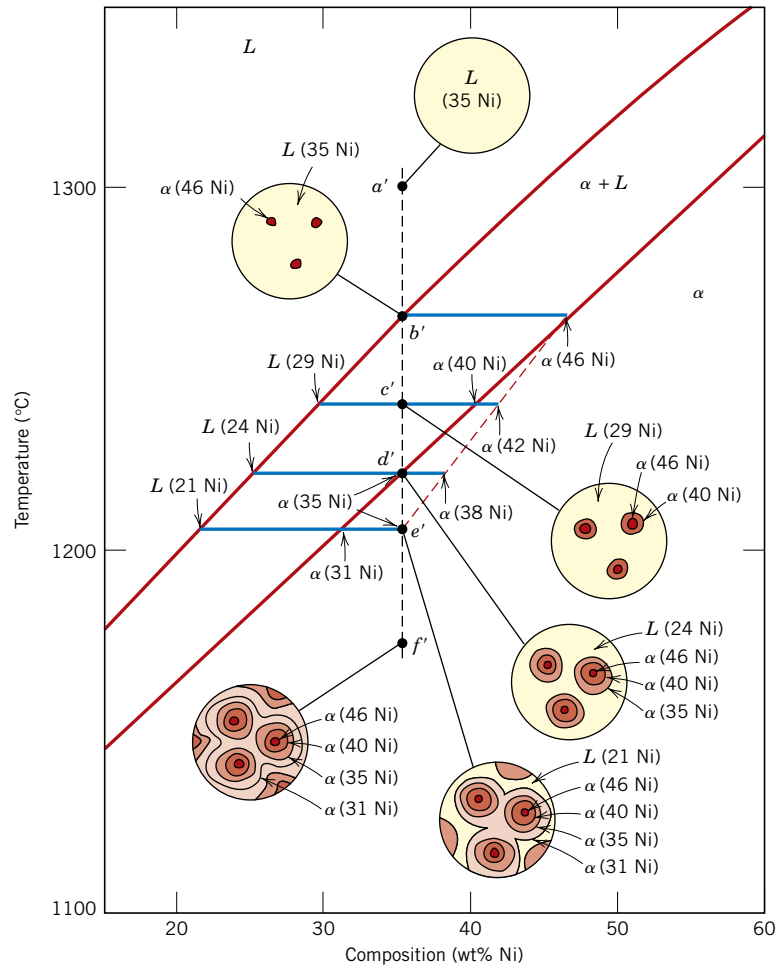 L
L
(35 Ni)
L (35 Ni)
α (46 Ni)
1300
a′
α + L
α
b′
L (29 Ni)
α (40 Ni)
α (46 Ni)
c′
L (24 Ni)
α (42 Ni)
L (29 Ni)
d′
α (46 Ni)
L (21 Ni)
α (35 Ni)
α (38 Ni)
α (40 Ni)
e′
1200
α (31 Ni)
Temperature (°C)
L (24 Ni)
f′
α (46 Ni)
α (40 Ni)
α (35 Ni)
α (46 Ni)
α (40 Ni)
α (35 Ni)
α (31 Ni)
L (21 Ni)
α (46 Ni)
α (40 Ni)
α (35 Ni)
α (31 Ni)
1100
20
30
40
50
60
Composition (wt% Ni)